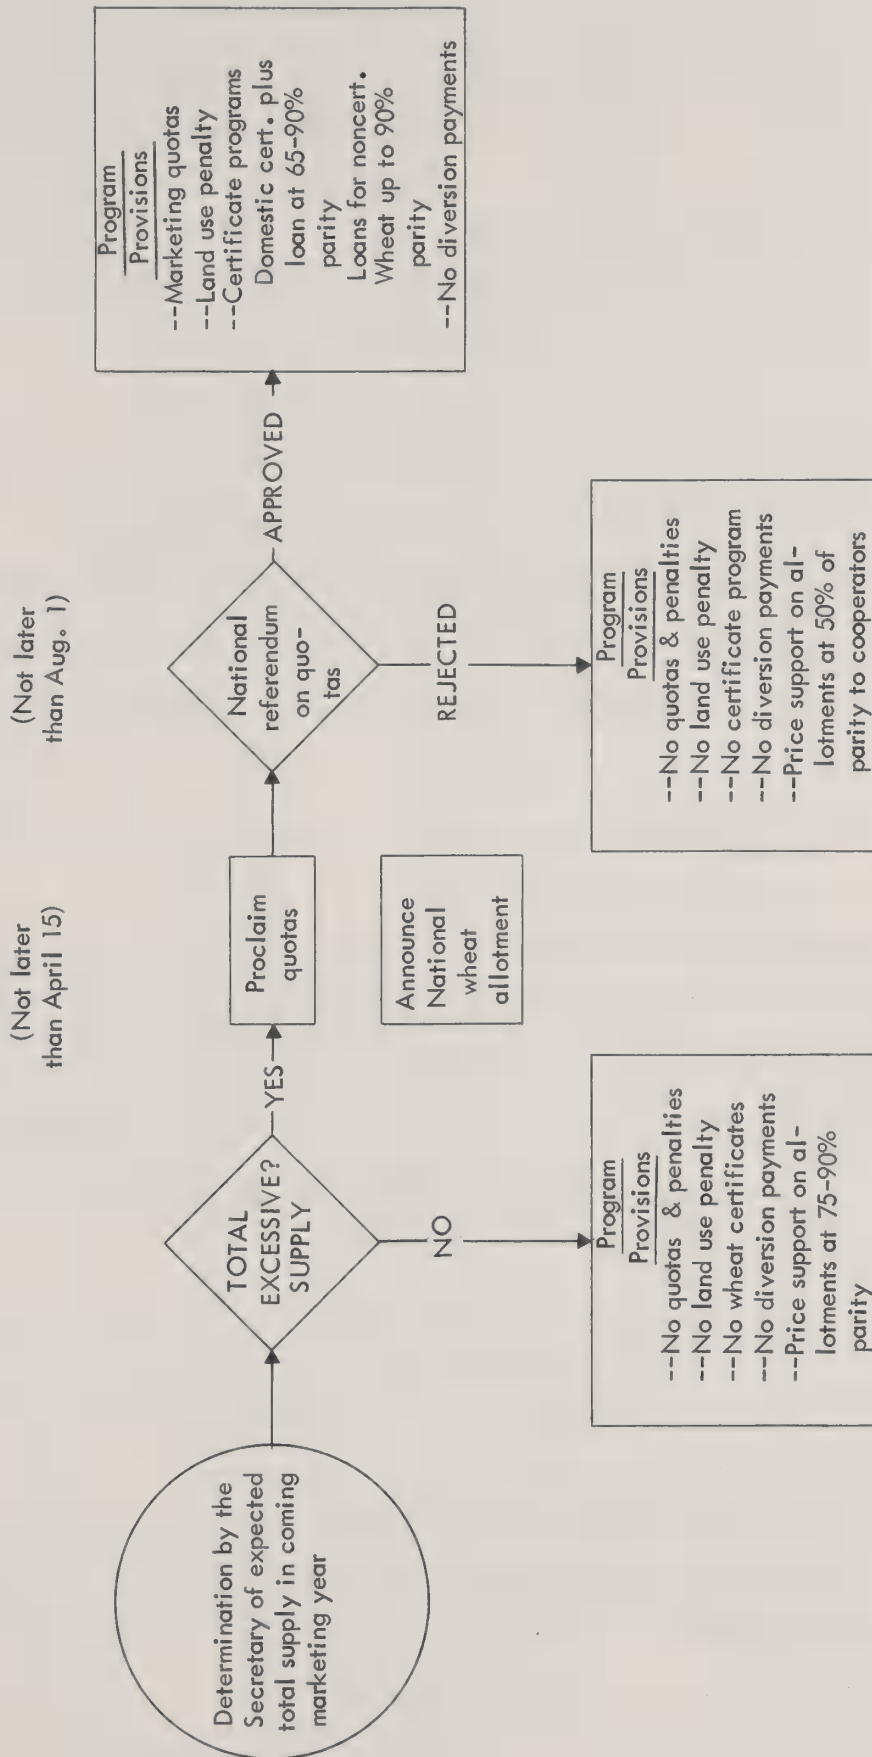 (Not later
than April 15)
(Not later
than Aug. 1)
Determination by the
Secretary of expected
total supply in coming
marketing year
TOTAL
EXCESSIVE?
SUPPLY
YES
NO
Proclaim
quotas
Announce
National
wheat
allotment
National
referendum
on quo-
tas
APPROVED
REJECTED
Program
Provisions
--Marketing quotas
--Land use penalty
--Certificate programs
Domestic cert. plus
loan at 65-90%
parity
Loans for noncert.
Wheat up to 90%
parity
--No diversion payments
Program
Provisions
--No quotas & penalties
--No land use penalty
--No wheat certificates
--No diversion payments
--Price support on al-
lotments at 75-90%
parity
Program
Provisions
--No quotas & penalties
--No land use penalty
--No certificate program
--No diversion payments
--Price support on al-
lotments at 50% of
parity to cooperators